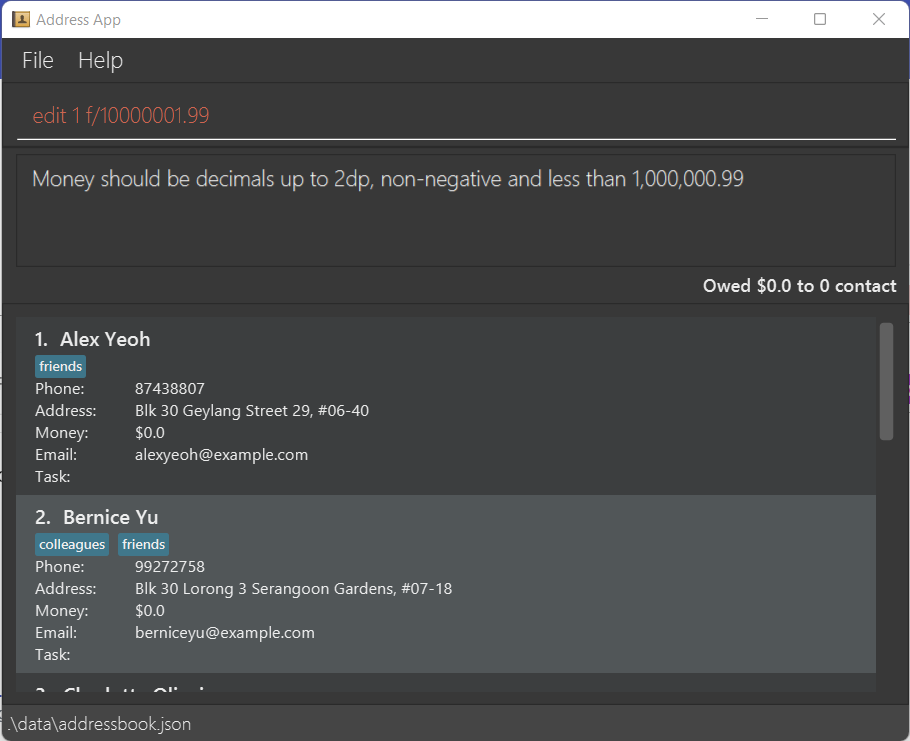 Address App
File Help
edit 1 f/10000001.99
Money should be decimals up to 2dp, non-negative and less than 1,000,000.99
Owed $0.0 to 0 contact
1. Alex Yeoh
friends
Phone: 87438807
Address: Blk 30 Geylang Street 29, #06-40
Money: $0.0
Email: alexyeoh@example.com
Task:
2. Bernice Yu
colleagues friends
Phone: 99272758
Address: Blk 30 Lorong 3 Serangoon Gardens, #07-18
Money: $0.0
Email: berniceyu@example.com
Task:
.\data\addressbook.json